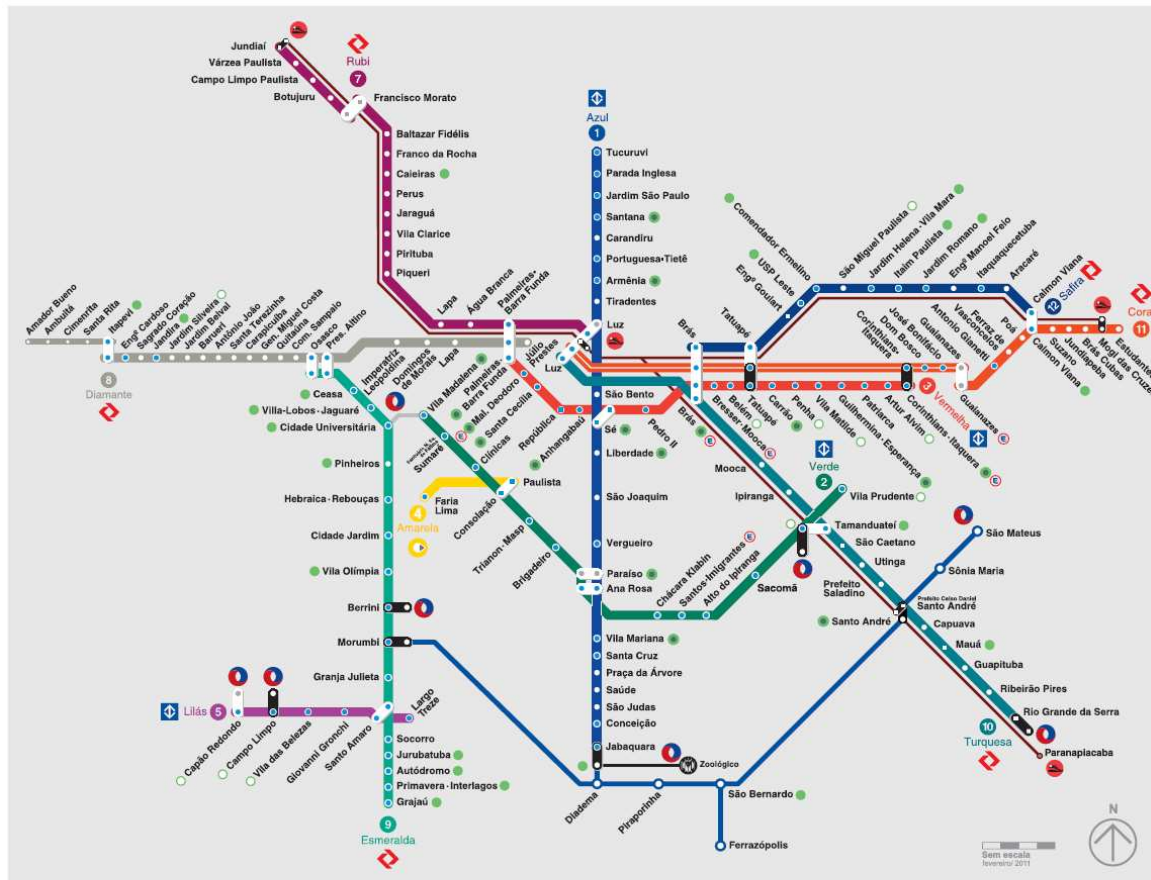 Jundiaí
Várzea Paulista
Campo Limpo Paulista
Botujuru
Rubi
7
Francisco Morato
Baltazar Fidélis
Franco da Rocha
Caieiras
Perus
Jaraguá
Vila Clarice
Pirituba
Piqueri
Lapa
Água Branca
Palmeiras-
Barra Funda
Azul
1
Tucuruvi
Parada Inglesa
Jardim São Paulo
Santana
Carandiru
Portuguesa•Tietê
Armênia
Tiradentes
Luz
São Bento
Sé
Liberdade
São Joaquim
Vergueiro
Paraíso
Ana Rosa
Vila Mariana
Santa Cruz
Praça da Árvore
Saúde
São Judas
Conceição
Jabaquara
Zoológico
Amador Bueno
Ambuitá
Cimenrita
Santa Rita
Itapevi
Engº Cardoso
Sagrado Coração
Jandira
Jardim Silveira
Jardim Belval
Barueri
Antônio João
Santa Terezinha
Carapicuíba
Gen. Miguel Costa
Quitaúna
Com. Sampaio
Osasco
Pres. Altino
Imperatriz
Leopoldina
Domingos
de Morais
Lapa
Júlio
Prestes
8
Diamante
Ceasa
Villa-Lobos-Jaguaré
Cidade Universitária
Pinheiros
Hebraica-Rebouças
Cidade Jardim
Vila Olímpia
Berrini
Morumbi
Granja Julieta
Largo
Treze
Santo Amaro
Socorro
Jurubatuba
Autódromo
Primavera-Interlagos
Grajaú
9
Esmeralda
Lilás 5
Capão Redondo
Campo Limpo
Vila das Belezas
Giovanni Gronchi
Vila Madalena
Sumaré
Clínicas
Consolação
Trianon-Masp
Brigadeiro
Chácara Klabin
Santos-Imigrantes
Alto do Ipiranga
Sacomã
Tamanduateí
Vila Prudente
Verde
2
Faria
Lima
Paulista
4
Amarela
Palmeiras-
Barra Funda
Mal. Deodoro
Santa Cecília
República
Anhangabaú
Pedro II
Luz
Brás
Brás
Bresser-Mooca
Belém
Tatuapé
Tatuapé
Carrão
Penha
Vila Matilde
Guilhermina-Esperança
Patriarca
Artur Alvim
Corinthians-Itaquera
3
Vermelha
Engº Goulart
USP Leste
Comendador Ermelino
São Miguel Paulista
Jardim Helena-Vila Mara
Itaim Paulista
Jardim Romano
Engº Manoel Feio
Itaquaquecetuba
Aracaré
Calmon Viana
12
Safira
Corinthians-
Itaquera
Dom Bosco
José Bonifácio
Guaianazes
Guaianazes
Antonio Gianetti
Ferraz de
Vasconcelos
Poá
Calmon Viana
Suzano
Jundiapeba
Brás Cubas
Mogi das Cruzes
Estudantes
Coral
11
Mooca
Ipiranga
São Caetano
Utinga
Prefeito
Saladino
Prefeito Celso Daniel
Santo André
Santo André
Capuava
Mauá
Guapituba
Ribeirão Pires
Rio Grande da Serra
Paranapiacaba
10
Turquesa
São Mateus
Sônia Maria
Diadema
Piraporinha
São Bernardo
Ferrazópolis
Sem escala
fevereiro/ 2011
N